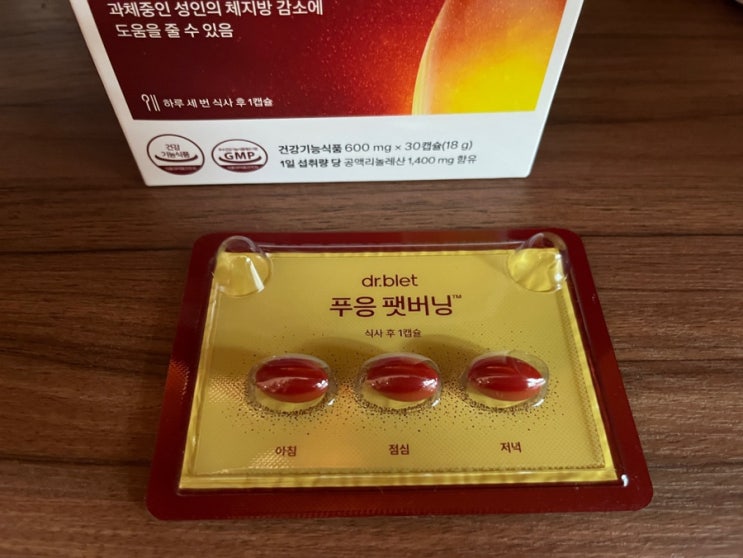 과체중인 성인의 체지방 감소에
도움을 줄 수 있음
하루 세 번 식사 후 1캡슐
건강
기능식품
GMP
건강기능식품 600 mg × 30캡슐(18 g)
1일 섭취량 당 공액리놀레산 1,400 mg 함유
dr.blet
푸응 팻버닝™
식사 후 1캡슐
아침
점심
저녁